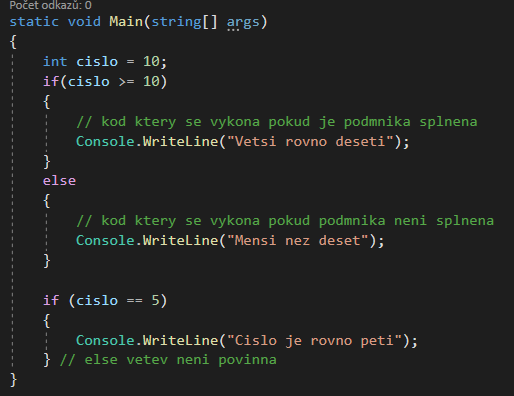 Počet odkazů: 0
static void Main(string[] args)
{
int cislo = 10;
if(cislo >= 10)
{
// kod ktery se vykona pokud je podmnika splnena
Console.WriteLine("Vetsi rovno deseti");
}
else
{
// kod ktery se vykona pokud podmnika neni splnena
Console.WriteLine("Mensi nez deset");
}
if (cislo == 5)
{
Console.WriteLine("Cislo je rovno peti");
} // else vetev neni povinna
}